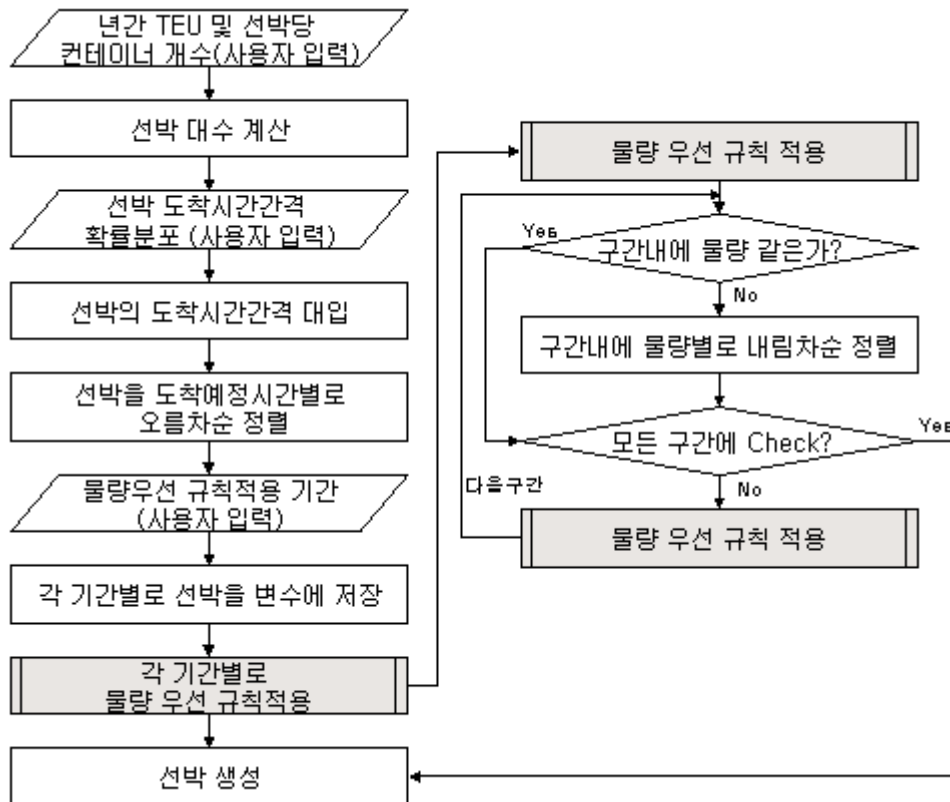 년간 TEU 및 선박당
컨테이너 개수(사용자 입력)
선박 대수 계산
선박 도착시간간격
확률분포 (사용자 입력)
선박의 도착시간간격 대입
선박을 도착예정시간별로
오름차순 정렬
물량우선 규칙적용 기간
(사용자 입력)
각 기간별로 선박을 변수에 저장
각 기간별로
물량 우선 규칙적용
선박 생성
물량 우선 규칙 적용
Yes
구간내에 물량 같은가?
No
구간내에 물량별로 내림차순 정렬
모든 구간에 Check?
Yes
다음구간
No
물량 우선 규칙 적용